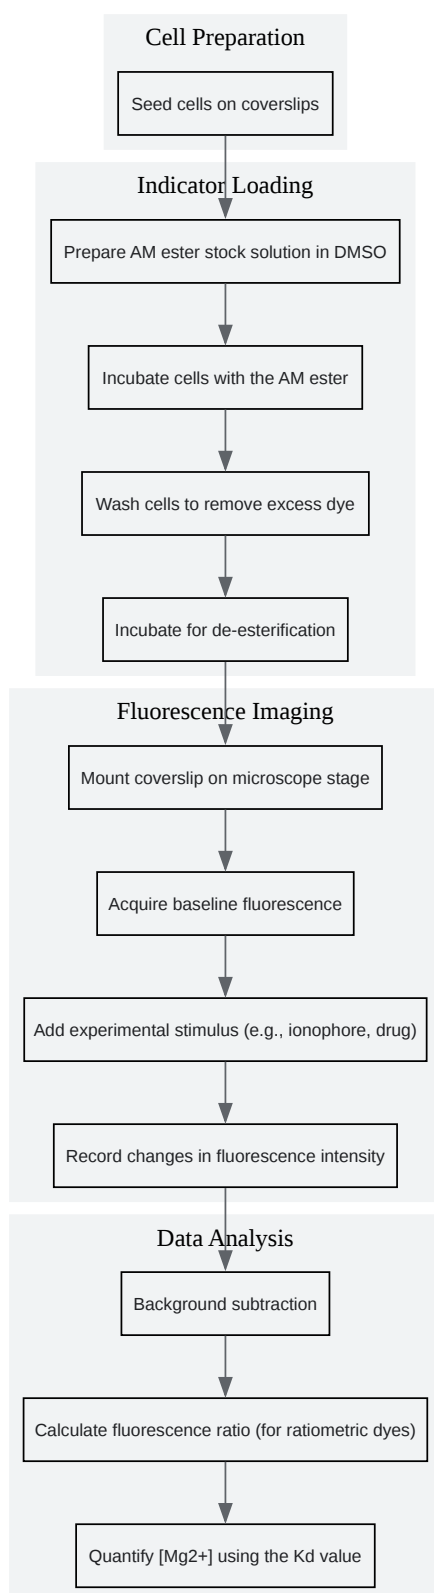 Cell Preparation
Seed cells on coverslips
Indicator Loading
Prepare AM ester stock solution in DMSO
Incubate cells with the AM ester
Wash cells to remove excess dye
Incubate for de-esterification
Fluorescence Imaging
Mount coverslip on microscope stage
Acquire baseline fluorescence
Add experimental stimulus (e.g., ionophore, drug)
Record changes in fluorescence intensity
Data Analysis
Background subtraction
Calculate fluorescence ratio (for ratiometric dyes)
Quantify [Mg2+] using the Kd value